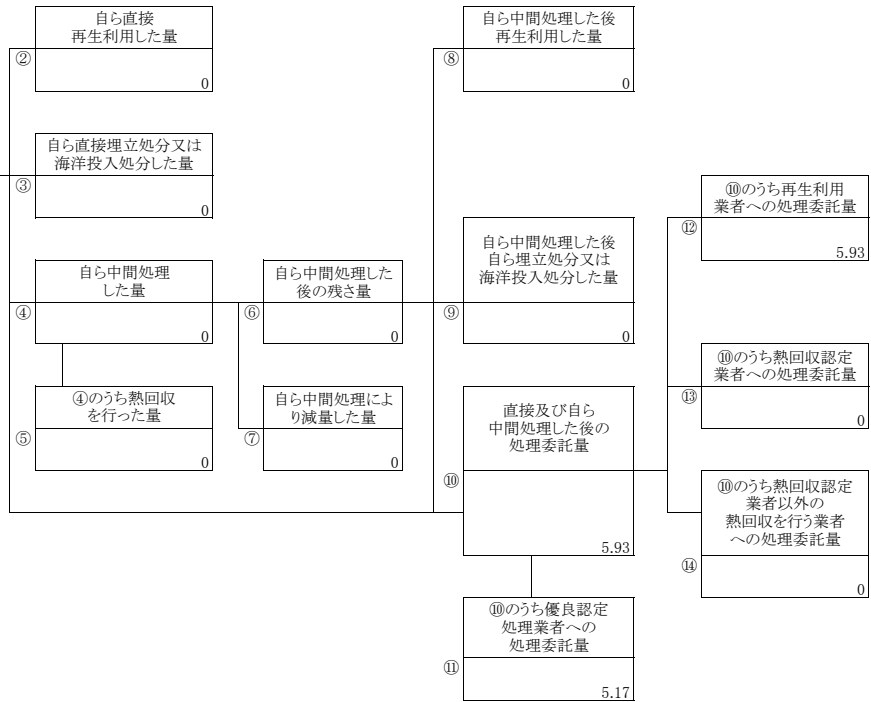 自ら直接
再生利用した量
②
0
自ら中間処理した後
再生利用した量
⑧
0
自ら直接埋立処分又は
海洋投入処分した量
③
0
⑩のうち再生利用
業者への処理委託量
⑫
5.93
自ら中間処理
した量
④
0
自ら中間処理した
後の残さ量
⑥
0
自ら中間処理した後
自ら埋立処分又は
海洋投入処分した量
⑨
0
⑩のうち熱回収認定
業者への処理委託量
⑬
0
④のうち熱回収
を行った量
⑤
0
自ら中間処理によ
り減量した量
⑦
0
直接及び自ら
中間処理した後の
処理委託量
⑩
5.93
⑩のうち熱回収認定
業者以外の
熱回収を行う業者
への処理委託量
⑭
0
⑩のうち優良認定
処理業者への
処理委託量
⑪
5.17